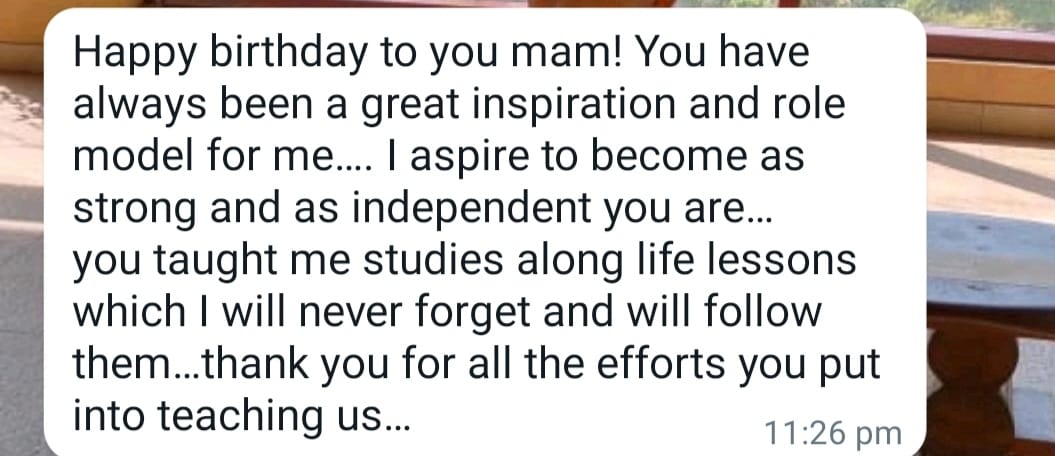 Happy birthday to you mam! You have
always been a great inspiration and role
model for me.... I aspire to become as
strong and as independent you are...
you taught me studies along life lessons
which I will never forget and will follow
them...thank you for all the efforts you put
into teaching us...
11:26 pm